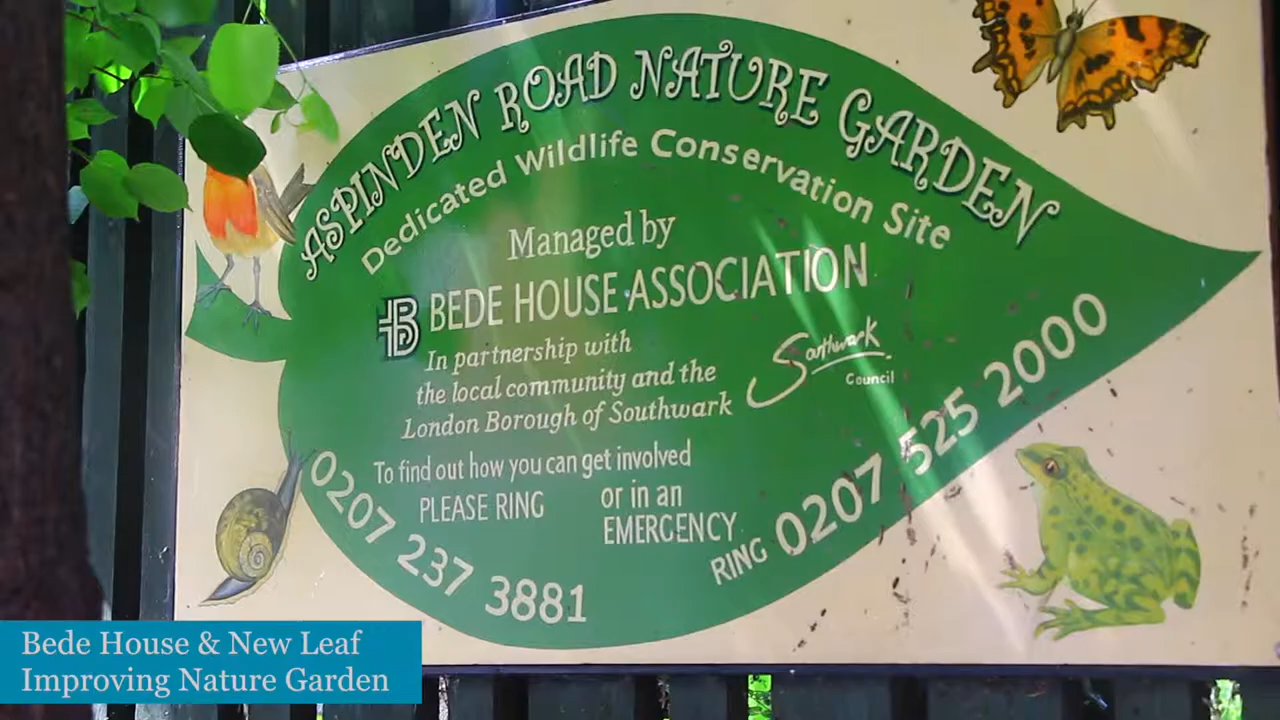 ASPINDEN ROAD NATURE GARDEN
Dedicated Wildlife Conservation Site
Managed by
B BEDE HOUSE ASSOCIATION
In partnership with
the local community and the
London Borough of Southwark
Southwark
Council
To find out how you can get involved
PLEASE RING
0207 237 3881
or in an
EMERGENCY
RING 0207 525 2000
Bede House & New Leaf
Improving Nature Garden